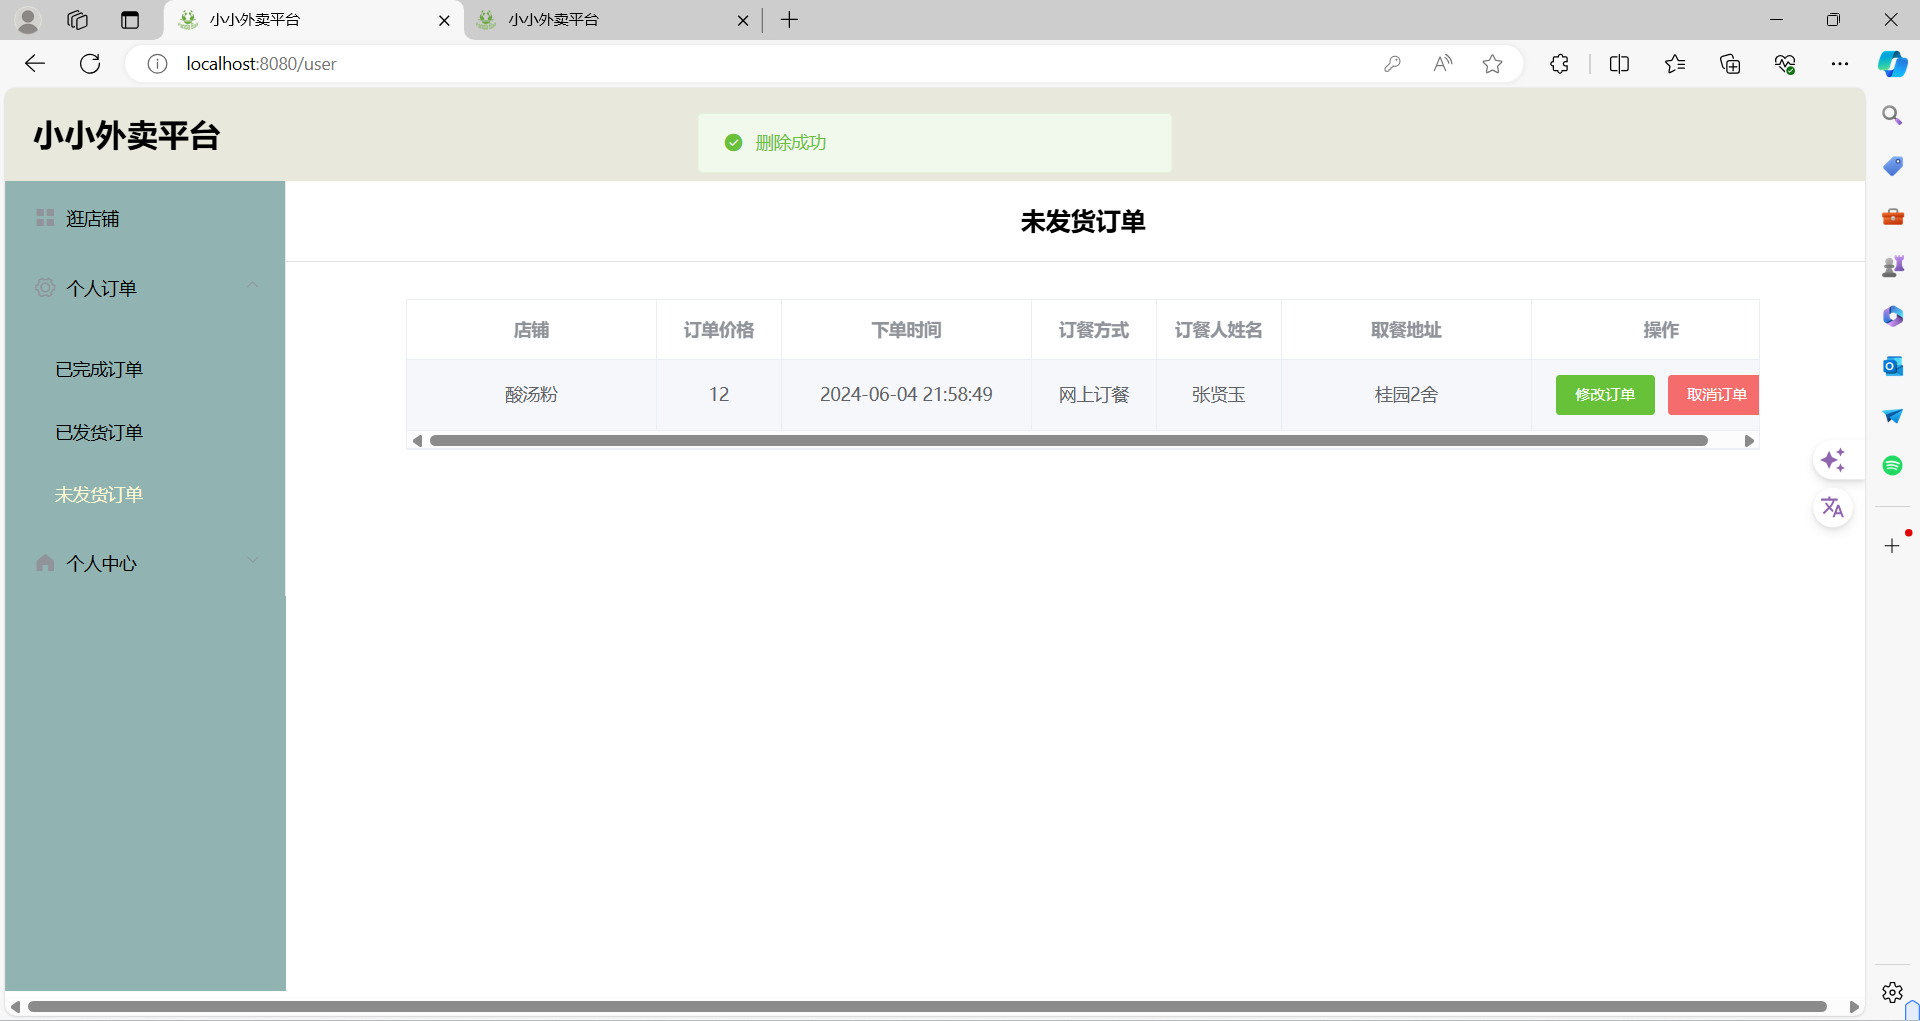 小小外卖平台
小小外卖平台
localhost:8080/user
小小外卖平台
删除成功
逛店铺
个人订单
已完成订单
已发货订单
未发货订单
个人中心
未发货订单
店铺 订单价格 下单时间 订餐方式 订餐人姓名 取餐地址 操作
酸汤粉 12 2024-06-04 21:58:49 网上订餐 张贤玉 桂园2舍 修改订单 取消订单